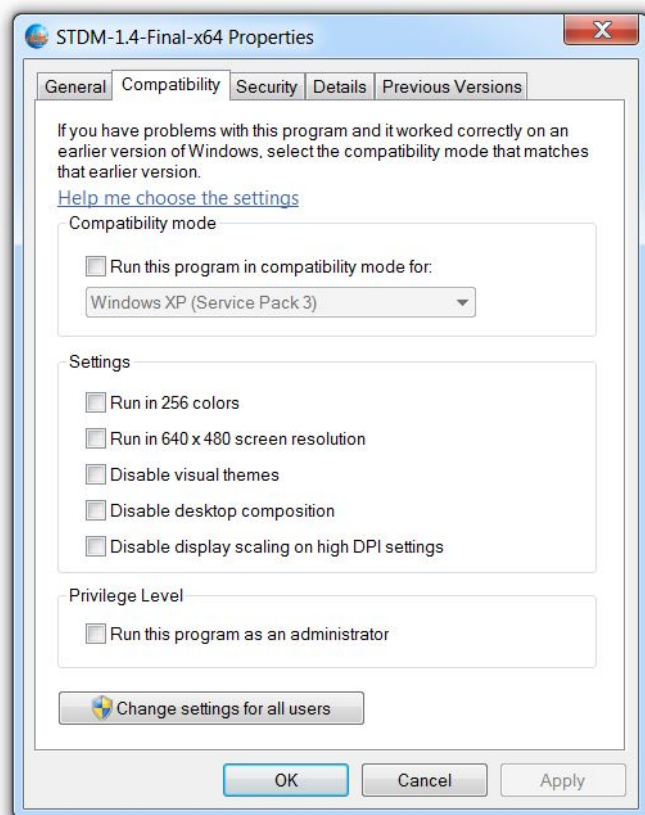 STDM-1.4-Final-x64 Properties
General Compatibility Security Details Previous Versions
If you have problems with this program and it worked correctly on an
earlier version of Windows, select the compatibility mode that matches
that earlier version.
Help me choose the settings
Compatibility mode
Run this program in compatibility mode for:
Windows XP (Service Pack 3)
Settings
Run in 256 colors
Run in 640 x 480 screen resolution
Disable visual themes
Disable desktop composition
Disable display scaling on high DPI settings
Privilege Level
Run this program as an administrator
Change settings for all users
OK Cancel Apply